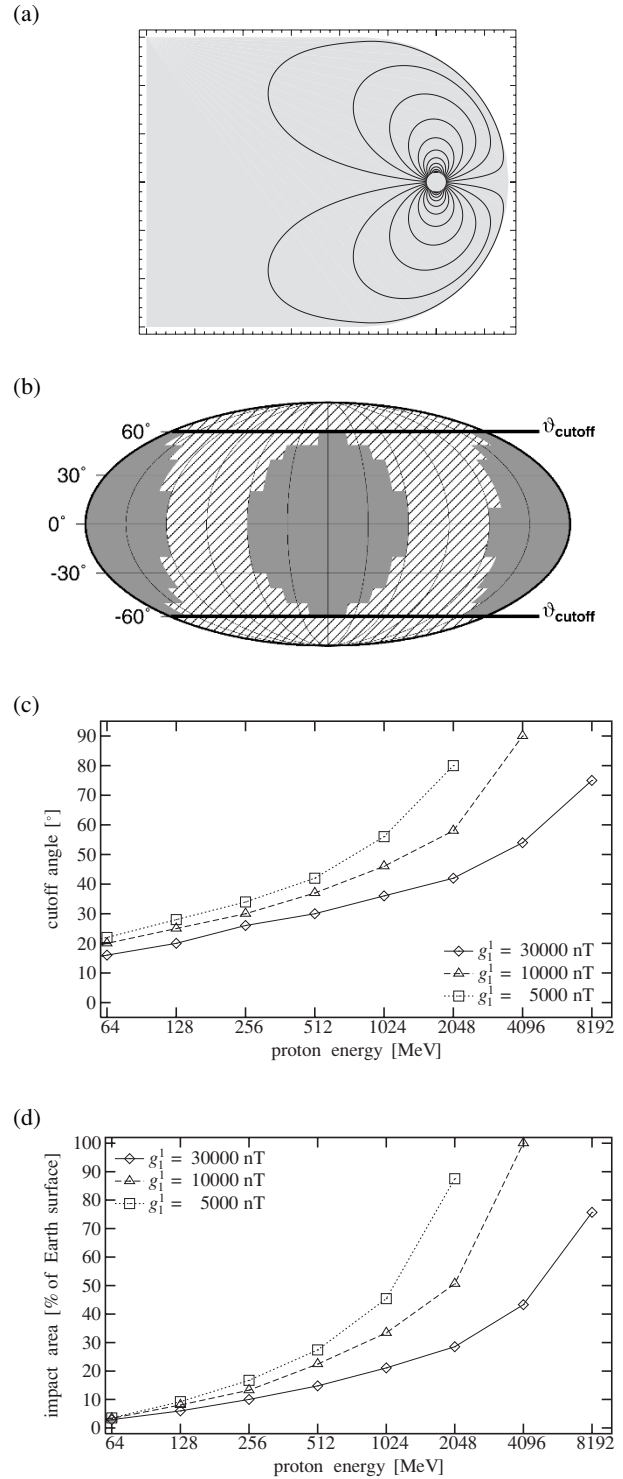 (a)
(b)
60°
30°
0°
-30°
-60°
ϑcutoff
ϑcutoff
(c)
cutoff angle [°]
90
80
70
60
50
40
30
20
10
0
g₁¹ = 30000 nT
g₁¹ = 10000 nT
g₁¹ = 5000 nT
64 128 256 512 1024 2048 4096 8192
proton energy [MeV]
(d)
impact area [% of Earth surface]
100
90
80
70
60
50
40
30
20
10
0
g₁¹ = 30000 nT
g₁¹ = 10000 nT
g₁¹ = 5000 nT
64 128 256 512 1024 2048 4096 8192
proton energy [MeV]